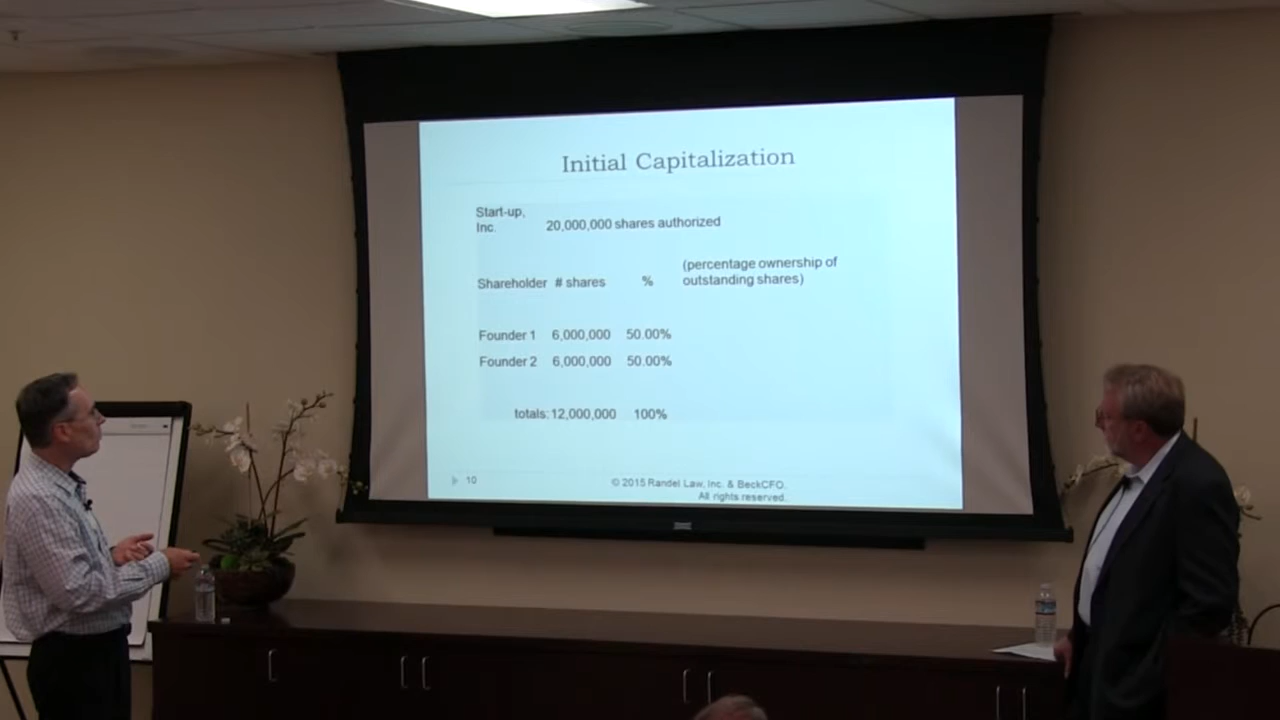 Initial Capitalization
Start-up,
Inc.
20,000,000 shares authorized
(percentage ownership of
outstanding shares)
Shareholder # shares %
Founder 1 6,000,000 50.00%
Founder 2 6,000,000 50.00%
totals: 12,000,000 100%
10
© 2015 Randel Law, Inc. & BeckCFO.
All rights reserved.